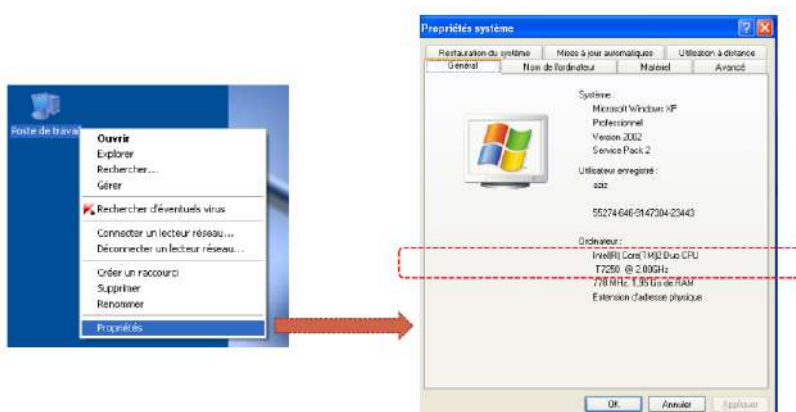 Poste de travail
Ouvrir
Explorer
Rechercher...
Gérer
Rechercher d'éventuels virus
Connecter un lecteur réseau...
Déconnecter un lecteur réseau...
Créer un raccourci
Supprimer
Renommer
Propriétés
Propriétés système
Restauration du système Mises à jour automatiques Utilisation à distance
Général Nom de l'ordinateur Matériel Avancé
Système :
Microsoft Windows XP
Professionnel
Version 2002
Service Pack 2
Utilisateur enregistré :
aziz
55274-646-9147304-23443
Ordinateur :
Intel(R) Core(TM)2 Duo CPU
T7250 @ 2.00GHz
778 MHz, 1,95 Go de RAM
Extension d'adresse physique
OK Annuler Appliquer